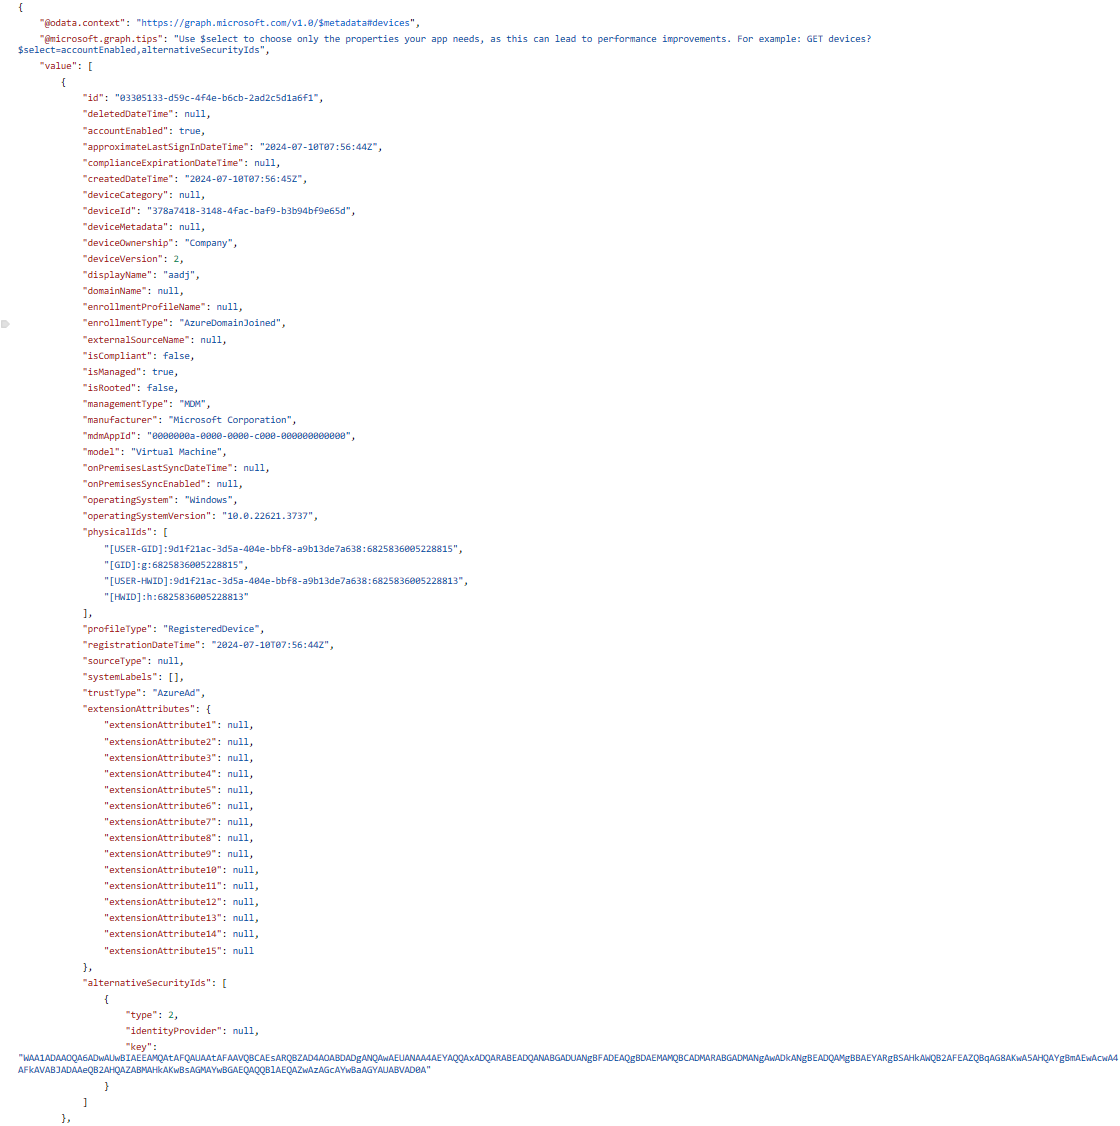 {
"@odata.context": "https://graph.microsoft.com/v1.0/$metadata#devices",
"@microsoft.graph.tips": "Use $select to choose only the properties your app needs, as this can lead to performance improvements. For example: GET devices?
$select=accountEnabled,alternativeSecurityIds",
"value": [
{
"id": "03305133-d59c-4f4e-b6cb-2ad2c5d1a6f1",
"deletedDateTime": null,
"accountEnabled": true,
"approximateLastSignInDateTime": "2024-07-10T07:56:44Z",
"complianceExpirationDateTime": null,
"createdDateTime": "2024-07-10T07:56:45Z",
"deviceCategory": null,
"deviceId": "378a7418-3148-4fac-baf9-b3b94bf9e65d",
"deviceMetadata": null,
"deviceOwnership": "Company",
"deviceVersion": 2,
"displayName": "aadj",
"domainName": null,
"enrollmentProfileName": null,
"enrollmentType": "AzureDomainJoined",
"externalSourceName": null,
"isCompliant": false,
"isManaged": true,
"isRooted": false,
"managementType": "MDM",
"manufacturer": "Microsoft Corporation",
"mdmAppId": "0000000a-0000-0000-c000-000000000000",
"model": "Virtual Machine",
"onPremisesLastSyncDateTime": null,
"onPremisesSyncEnabled": null,
"operatingSystem": "Windows",
"operatingSystemVersion": "10.0.22621.3737",
"physicalIds": [
"[USER-GID]:9d1f21ac-3d5a-404e-bbf8-a9b13de7a638:6825836005228815",
"[GID]:g:6825836005228815",
"[USER-HWID]:9d1f21ac-3d5a-404e-bbf8-a9b13de7a638:6825836005228813",
"[HWID]:h:6825836005228813"
],
"profileType": "RegisteredDevice",
"registrationDateTime": "2024-07-10T07:56:44Z",
"sourceType": null,
"systemLabels": [],
"trustType": "AzureAd",
"extensionAttributes": {
"extensionAttribute1": null,
"extensionAttribute2": null,
"extensionAttribute3": null,
"extensionAttribute4": null,
"extensionAttribute5": null,
"extensionAttribute6": null,
"extensionAttribute7": null,
"extensionAttribute8": null,
"extensionAttribute9": null,
"extensionAttribute10": null,
"extensionAttribute11": null,
"extensionAttribute12": null,
"extensionAttribute13": null,
"extensionAttribute14": null,
"extensionAttribute15": null
},
"alternativeSecurityIds": [
{
"type": 2,
"identityProvider": null,
"key":
}
]
},